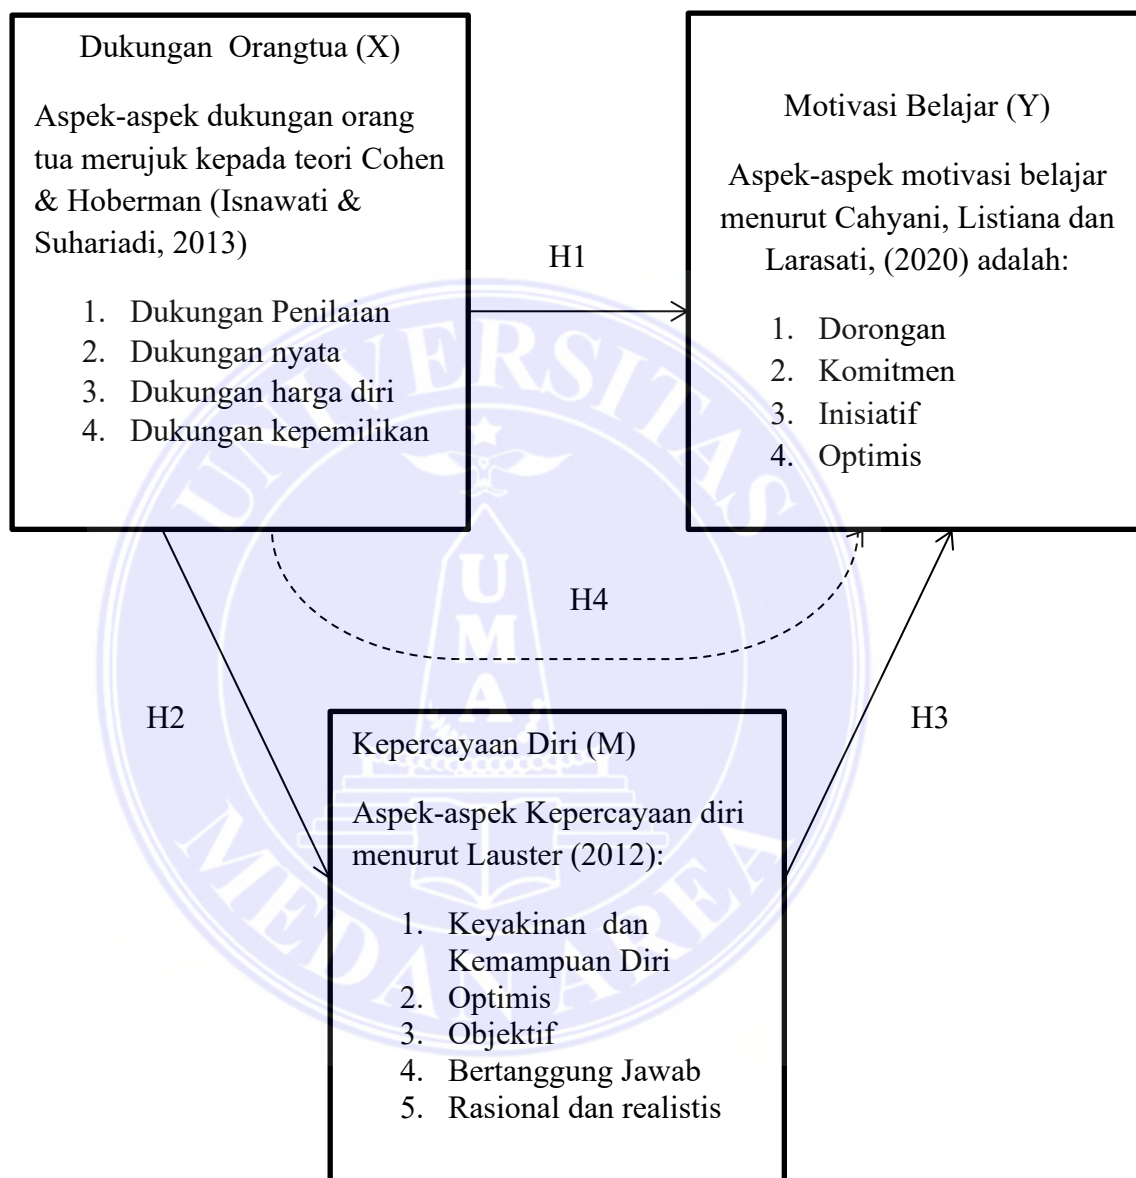 Dukungan Orangtua (X)
Aspek-aspek dukungan orang
tua merujuk kepada teori Cohen
& Hoberman (Isnawati &
Suhariadi, 2013)
1. Dukungan Penilaian
2. Dukungan nyata
3. Dukungan harga diri
4. Dukungan kepemilikan
H1
Motivasi Belajar (Y)
Aspek-aspek motivasi belajar
menurut Cahyani, Listiana dan
Larasati, (2020) adalah:
1. Dorongan
2. Komitmen
3. Inisiatif
4. Optimis
H4
H2
H3
Kepercayaan Diri (M)
Aspek-aspek Kepercayaan diri
menurut Lauster (2012):
1. Keyakinan dan
Kemampuan Diri
2. Optimis
3. Objektif
4. Bertanggung Jawab
5. Rasional dan realistis
UNIVERSITAS
UMA
MEDAN AREA